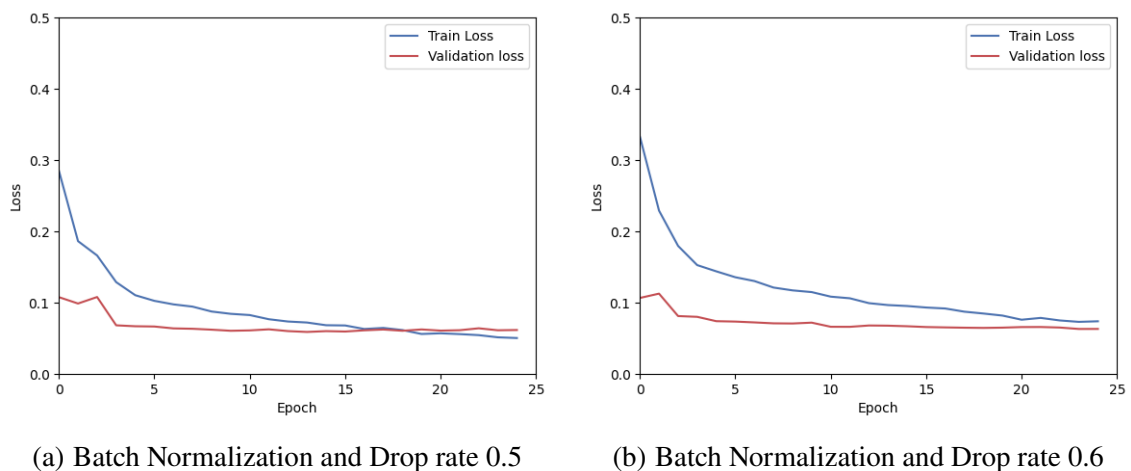 0.5
0.4
0.3
0.2
0.1
0.0
Loss
0
5
10
15
20
25
Epoch
Train Loss
Validation loss
(a) Batch Normalization and Drop rate 0.5
0.5
0.4
0.3
0.2
0.1
0.0
Loss
0
5
10
15
20
25
Epoch
Train Loss
Validation loss
(b) Batch Normalization and Drop rate 0.6